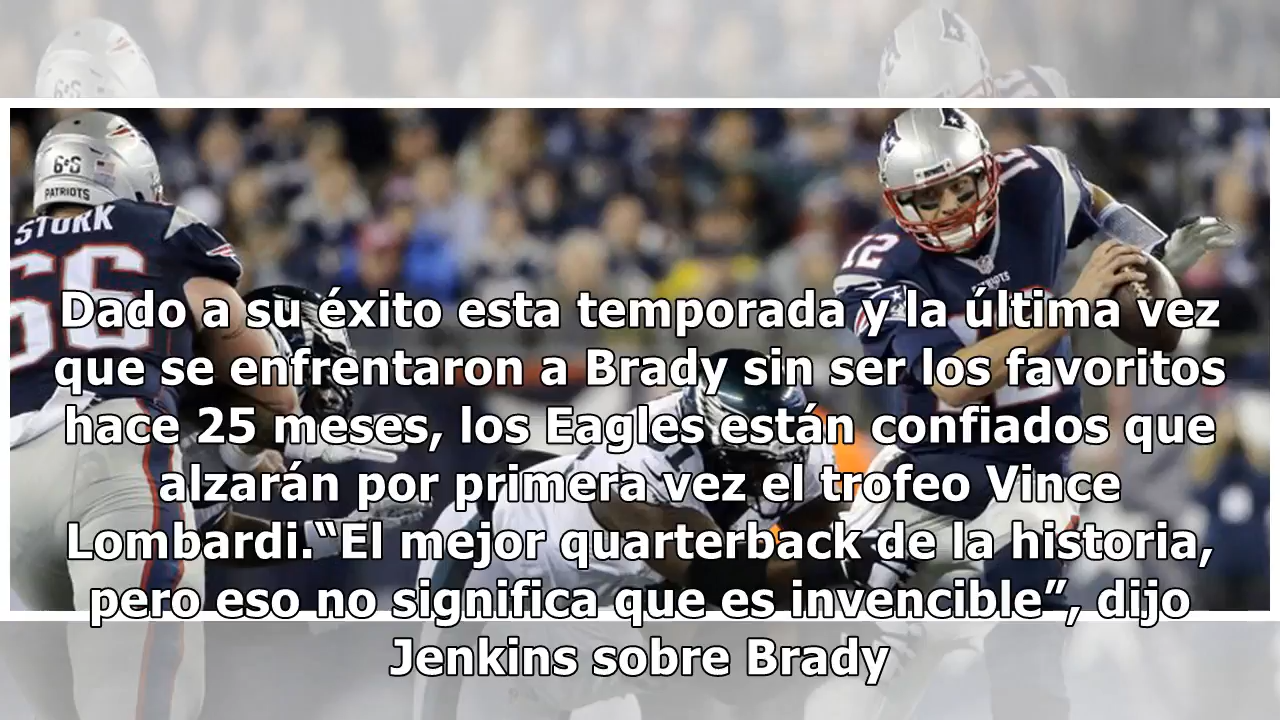 6•S
PATRIOTS
STORK
66
12
Dado a su éxito esta temporada y la última vez
que se enfrentaron a Brady sin ser los favoritos
hace 25 meses, los Eagles están confiados que
alzarán por primera vez el trofeo Vince
Lombardi.“El mejor quarterback de la historia,
pero eso no significa que es invencible”, dijo
Jenkins sobre Brady